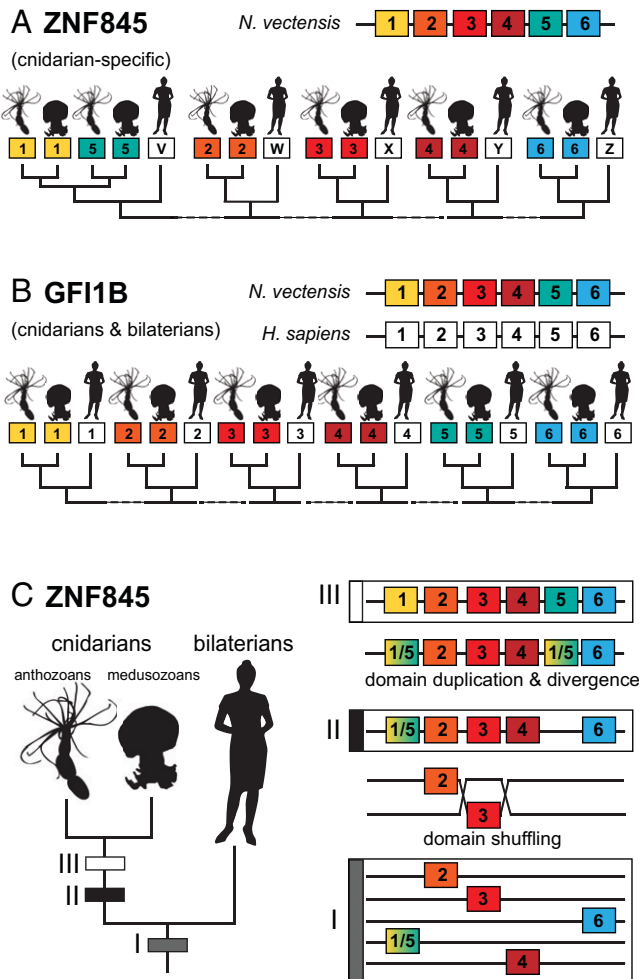 A ZNF845
(cnidarian-specific)
N. vectensis 1 2 3 4 5 6
1 1 5 5 V 2 2 W 3 3 X 4 4 Y 6 6 Z
B GFI1B
(cnidarians & bilaterians)
N. vectensis 1 2 3 4 5 6
H. sapiens 1 2 3 4 5 6
1 1 1 2 2 2 3 3 3 4 4 4 5 5 5 6 6 6
C ZNF845
cnidarians bilaterians
anthozoans medusozoans
III
II
I
III 1 2 3 4 5 6
1/5 2 3 4 1/5 6
domain duplication & divergence
II 1/5 2 3 4 6
2
3
domain shuffling
I
2
3
6
1/5
4